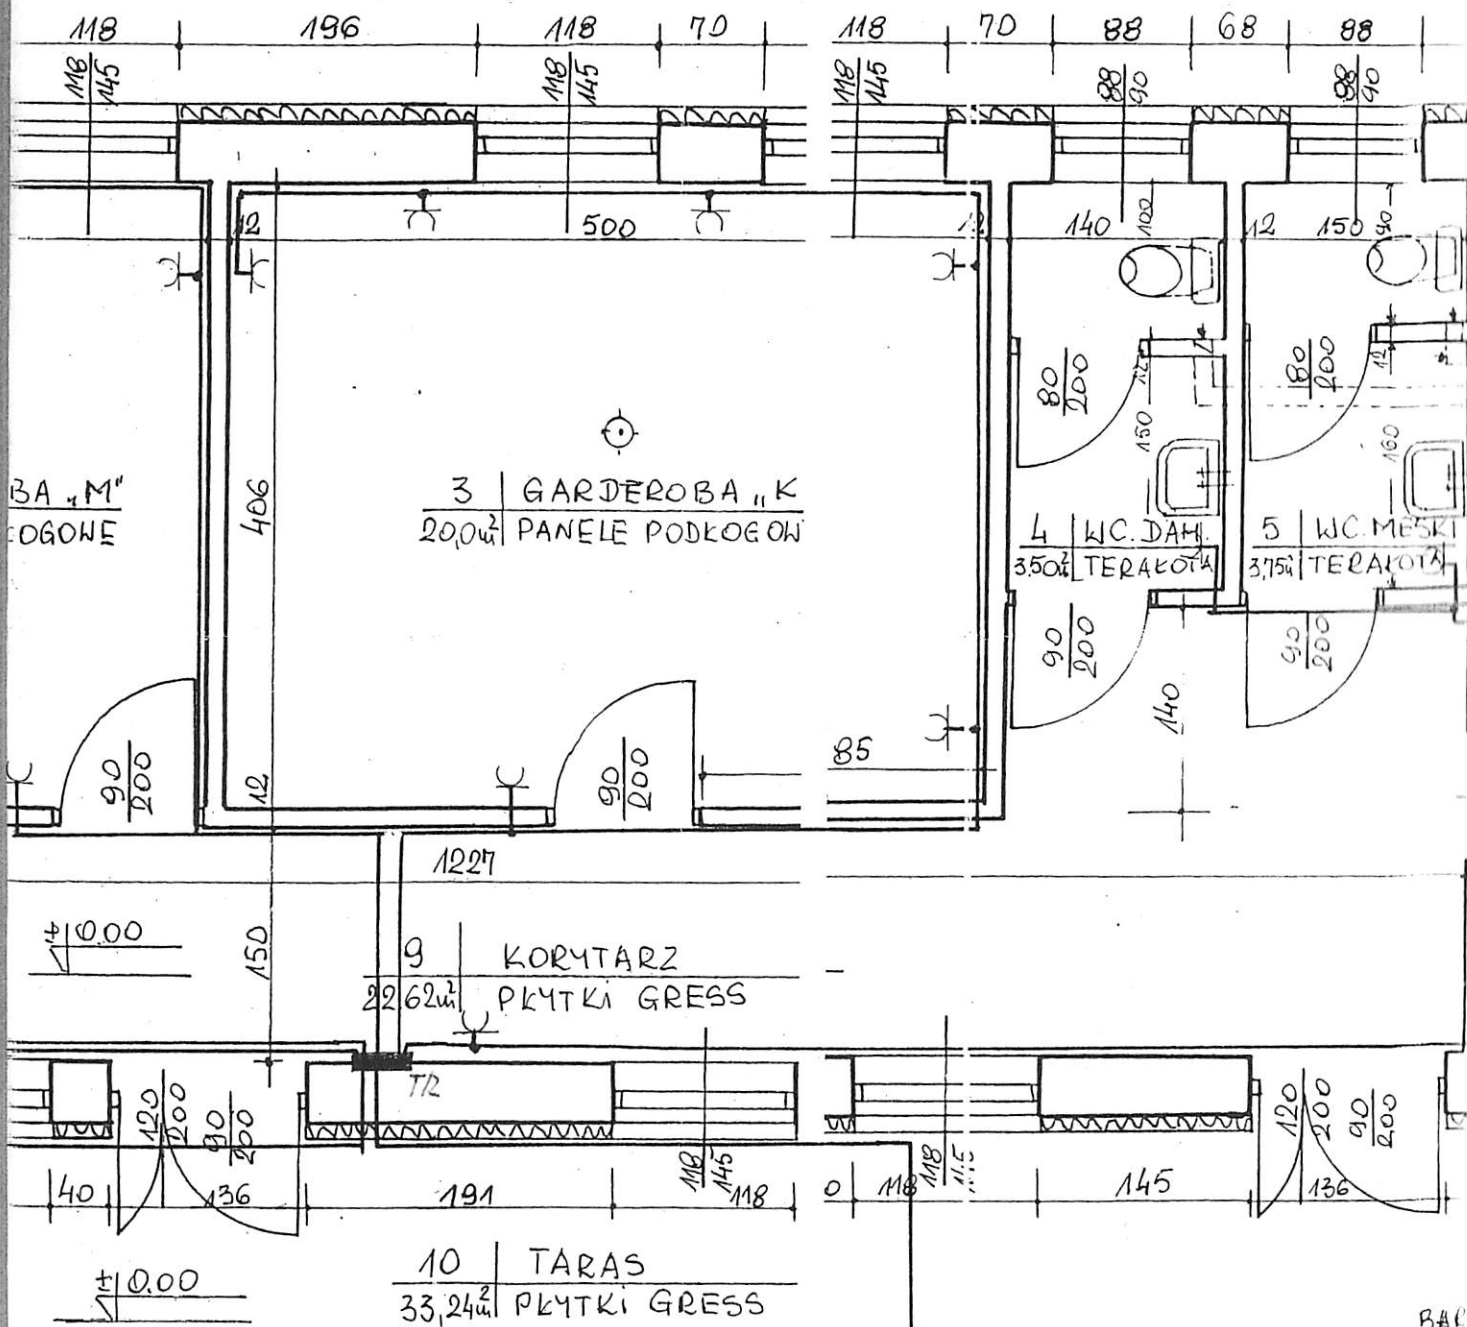 118 196 118 70 118 70 88 68 88
118/145 118/145 118/145 88/90 88/90
12 500 12 140 100 12 150 90
80/200 12 80/200 12
150 160
BA „M"
OGOWE
406
3 GARDEROBA „K
20,0m² PANELE PODŁOGOW
4 WC. DAM.
3.50m² TERAKOTA
5 WC. MĘSKI
3,75m² TERAKOTA
90/200 90/200
140
90/200 12 90/200 85
1227
±0.00
150
9 KORYTARZ
22 62m² PŁYTKI GRESS
TR
120/200 90/200 118/145 118 120/200 90/200
40 136 191 118 0 118 145 136
10 TARAS
33,24m² PŁYTKI GRESS
±0.00
BAR